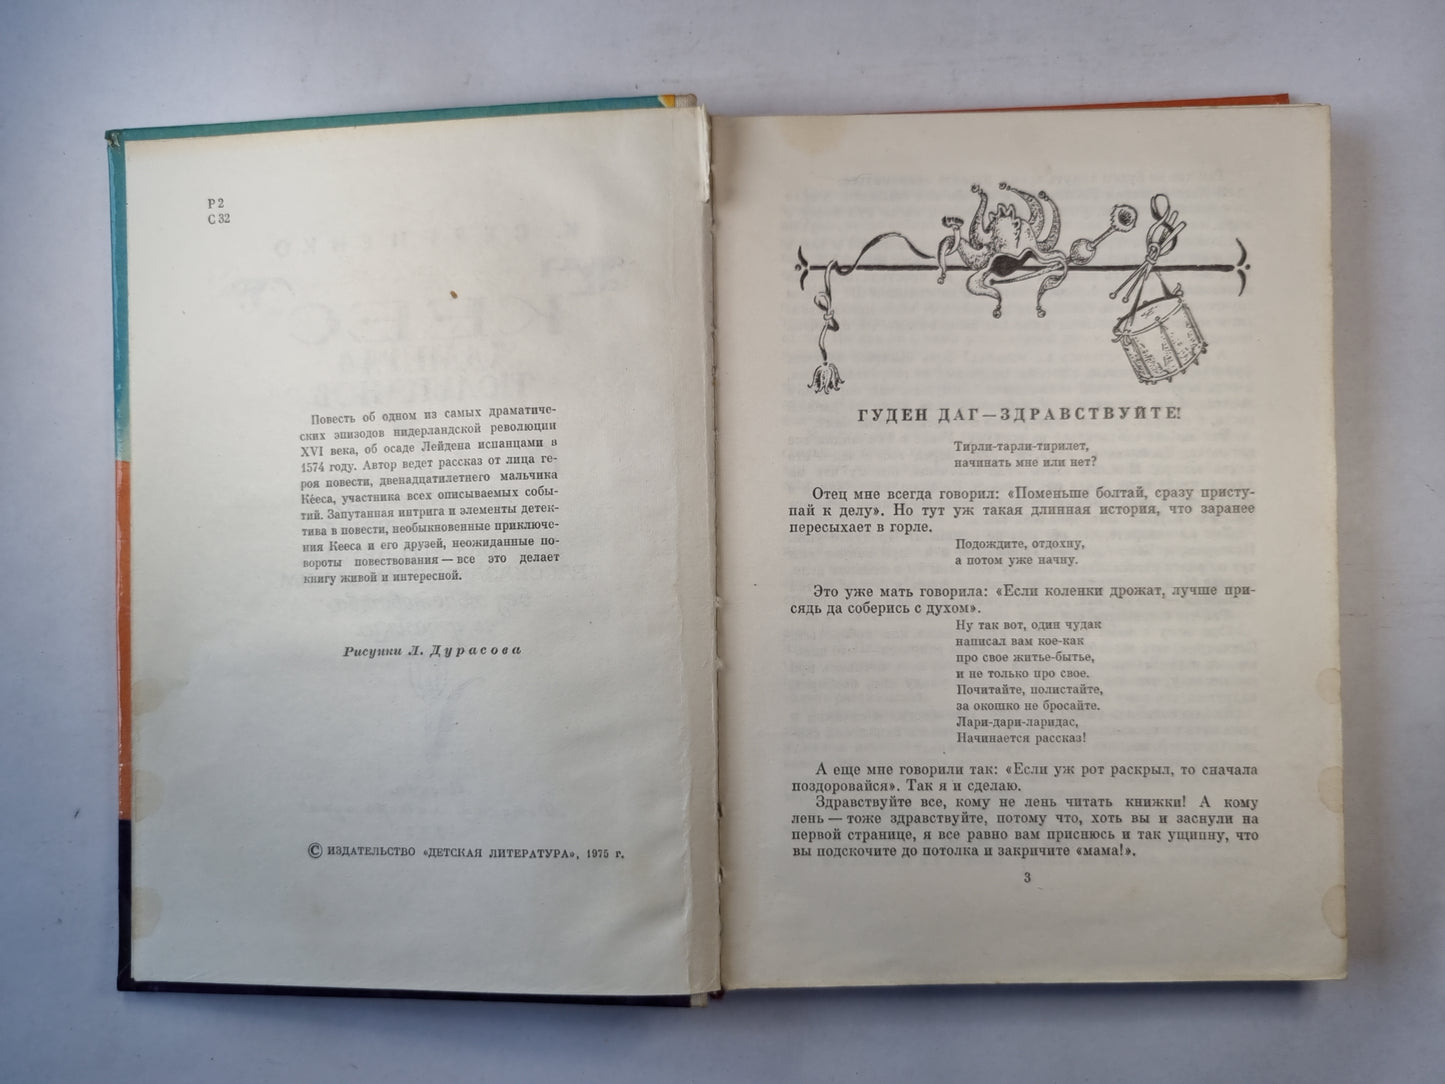 Р 2
С 32
Повесть об одном из самых драматиче-
ских эпизодов нидерландской революции
XVI века, об осаде Лейдена испанцами в
1574 году. Автор ведет рассказ от лица ге-
роя повести, двенадцатилетнего мальчика
Ке́еса, участника всех описываемых собы-
тий. Запутанная интрига и элементы детек-
тива в повести, необыкновенные приключе-
ния Кееса и его друзей, неожиданные по-
вороты повествования — все это делает
книгу живой и интересной.
Рисунки Л. Дурасова
© ИЗДАТЕЛЬСТВО «ДЕТСКАЯ ЛИТЕРАТУРА», 1975 г.
ГУДЕН ДАГ — ЗДРАВСТВУЙТЕ!
Тирли-тарли-тирилет,
начинать мне или нет?
Отец мне всегда говорил: «Поменьше болтай, сразу присту-
пай к делу». Но тут уж такая длинная история, что заранее
пересыхает в горле.
Подождите, отдохну,
а потом уже начну.
Это уже мать говорила: «Если коленки дрожат, лучше при-
сядь да соберись с духом».
Ну так вот, один чудак
написал вам кое-как
про свое житье-бытье,
и не только про свое.
Почитайте, полистайте,
за окошко не бросайте.
Лари-дари-ларидас,
Начинается рассказ!
А еще мне говорили так: «Если уж рот раскрыл, то сначала
поздоровайся». Так я и сделаю.
Здравствуйте все, кому не лень читать книжки! А кому
лень — тоже здравствуйте, потому что, хоть вы и заснули на
первой странице, я все равно вам приснюсь и так ущипну, что
вы подскочите до потолка и закричите «мама!».
3